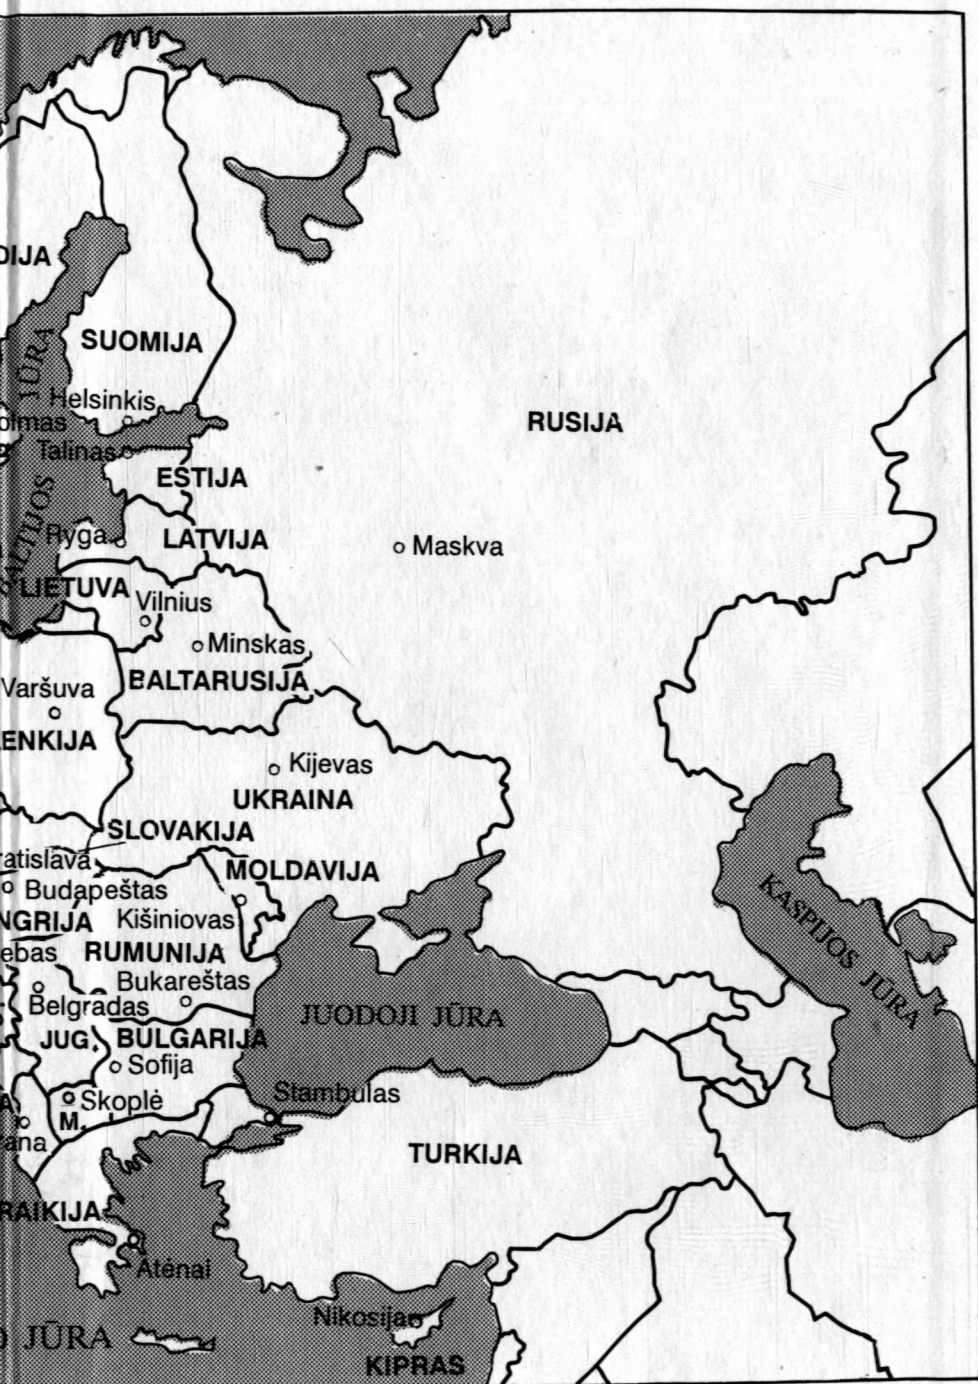 DIJA
SUOMIJA
JŪRA
Helsinkis
olmas
RUSIJA
Talinas
ESTIJA
BALTIJOS
Ryga
LATVIJA
Maskva
LIETUVA
Vilnius
Minskas
Varšuva
BALTARUSIJA
ENKIJA
Kijevas
UKRAINA
SLOVAKIJA
ratislava
MOLDAVIJA
Budapeštas
KASPIJOS JŪRA
Kišiniovas
NGRIJA
RUMUNIJA
ebas
Bukareštas
Belgradas
JUODOJI JŪRA
JUG.
BULGARIJA
Sofija
Stambulas
Skoplė
A
M.
rana
TURKIJA
RAIKIJA
Atėnai
Nikosija
O JŪRA
KIPRAS